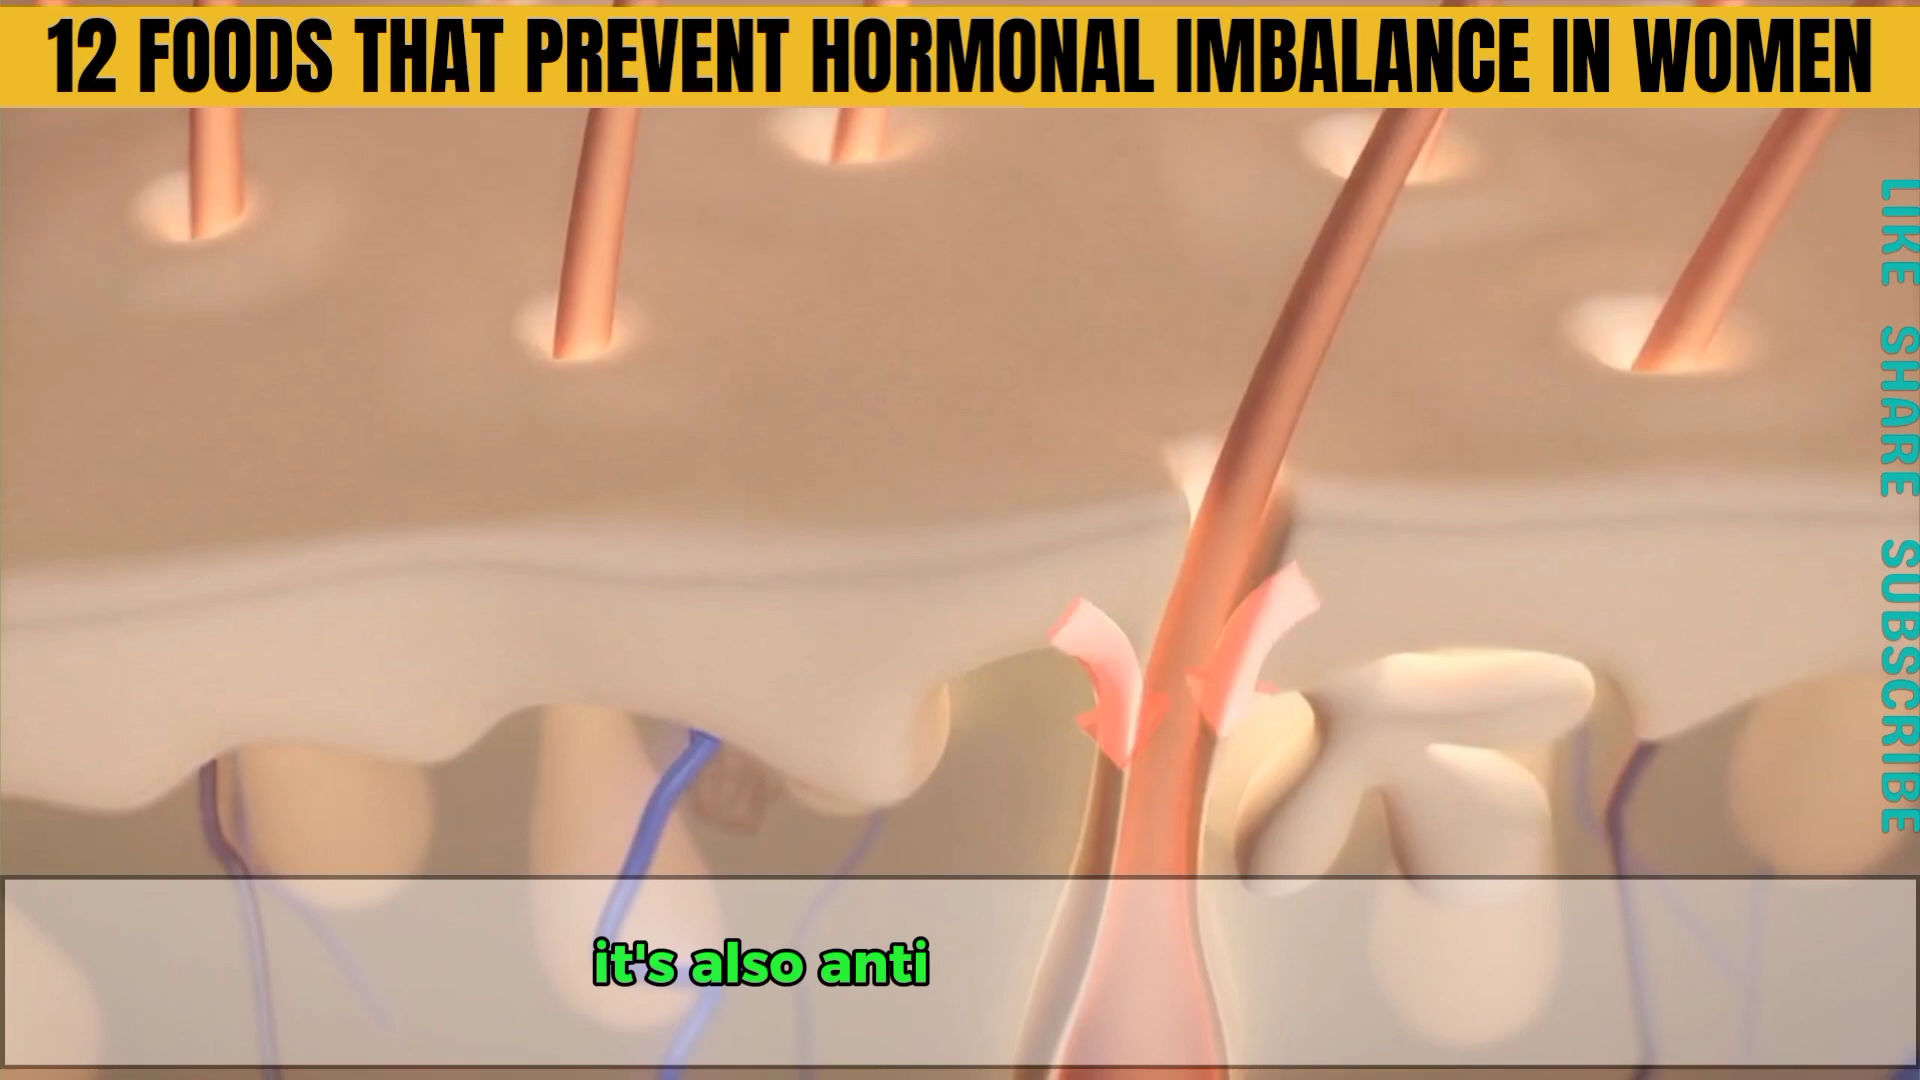 12 FOODS THAT PREVENT HORMONAL IMBALANCE IN WOMEN
LIKE SHARE SUBSCRIBE
it's also anti